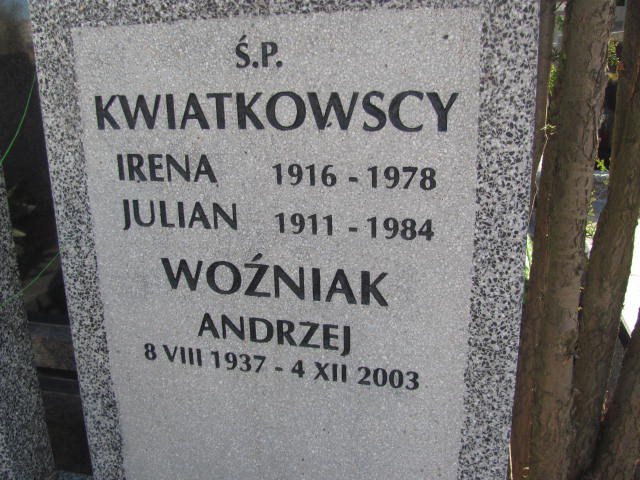 Ś.P.
KWIATKOWSCY
IRENA 1916 - 1978
JULIAN 1911 - 1984
WOŹNIAK
ANDRZEJ
8 VIII 1937 - 4 XII 2003